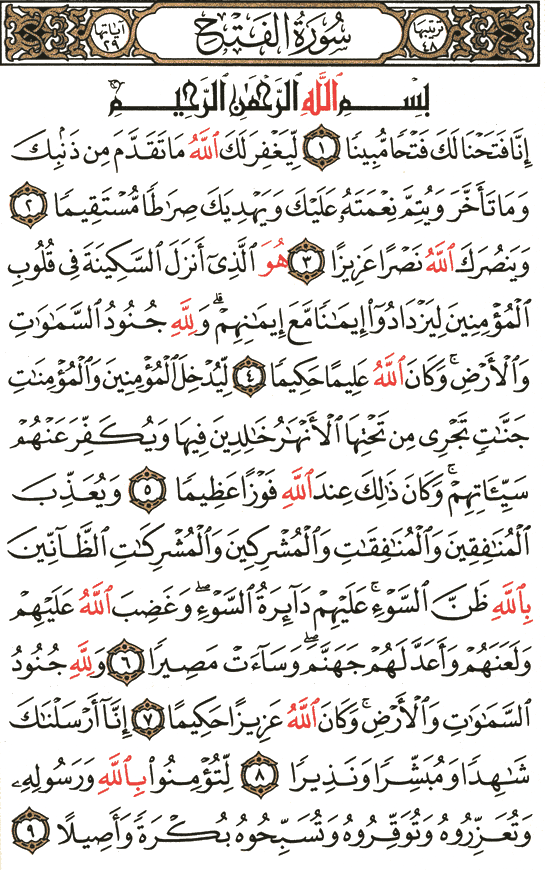 ترتيبها ٤٨ سُورَةُ الفَتْحِ آياتها ٢٩
بِسْمِ ٱللَّهِ ٱلرَّحْمَٰنِ ٱلرَّحِيمِ
إِنَّا فَتَحْنَا لَكَ فَتْحًا مُّبِينًا ١ لِّيَغْفِرَ لَكَ ٱللَّهُ مَا تَقَدَّمَ مِن ذَنۢبِكَ
وَمَا تَأَخَّرَ وَيُتِمَّ نِعْمَتَهُۥ عَلَيْكَ وَيَهْدِيَكَ صِرَٰطًا مُّسْتَقِيمًا ٢
وَيَنصُرَكَ ٱللَّهُ نَصْرًا عَزِيزًا ٣ هُوَ ٱلَّذِىٓ أَنزَلَ ٱلسَّكِينَةَ فِى قُلُوبِ
ٱلْمُؤْمِنِينَ لِيَزْدَادُوٓا۟ إِيمَٰنًا مَّعَ إِيمَٰنِهِمْ ۗ وَلِلَّهِ جُنُودُ ٱلسَّمَٰوَٰتِ
وَٱلْأَرْضِ ۚ وَكَانَ ٱللَّهُ عَلِيمًا حَكِيمًا ٤ لِّيُدْخِلَ ٱلْمُؤْمِنِينَ وَٱلْمُؤْمِنَٰتِ
جَنَّٰتٍ تَجْرِى مِن تَحْتِهَا ٱلْأَنْهَٰرُ خَٰلِدِينَ فِيهَا وَيُكَفِّرَ عَنْهُمْ
سَيِّـَٔاتِهِمْ ۚ وَكَانَ ذَٰلِكَ عِندَ ٱللَّهِ فَوْزًا عَظِيمًا ٥ وَيُعَذِّبَ
ٱلْمُنَٰفِقِينَ وَٱلْمُنَٰفِقَٰتِ وَٱلْمُشْرِكِينَ وَٱلْمُشْرِكَٰتِ ٱلظَّآنِّينَ
بِٱللَّهِ ظَنَّ ٱلسَّوْءِ ۚ عَلَيْهِمْ دَآئِرَةُ ٱلسَّوْءِ ۖ وَغَضِبَ ٱللَّهُ عَلَيْهِمْ
وَلَعَنَهُمْ وَأَعَدَّ لَهُمْ جَهَنَّمَ ۖ وَسَآءَتْ مَصِيرًا ٦ وَلِلَّهِ جُنُودُ
ٱلسَّمَٰوَٰتِ وَٱلْأَرْضِ ۚ وَكَانَ ٱللَّهُ عَزِيزًا حَكِيمًا ٧ إِنَّآ أَرْسَلْنَٰكَ
شَٰهِدًا وَمُبَشِّرًا وَنَذِيرًا ٨ لِّتُؤْمِنُوا۟ بِٱللَّهِ وَرَسُولِهِۦ
وَتُعَزِّرُوهُ وَتُوَقِّرُوهُ وَتُسَبِّحُوهُ بُكْرَةً وَأَصِيلًا ٩